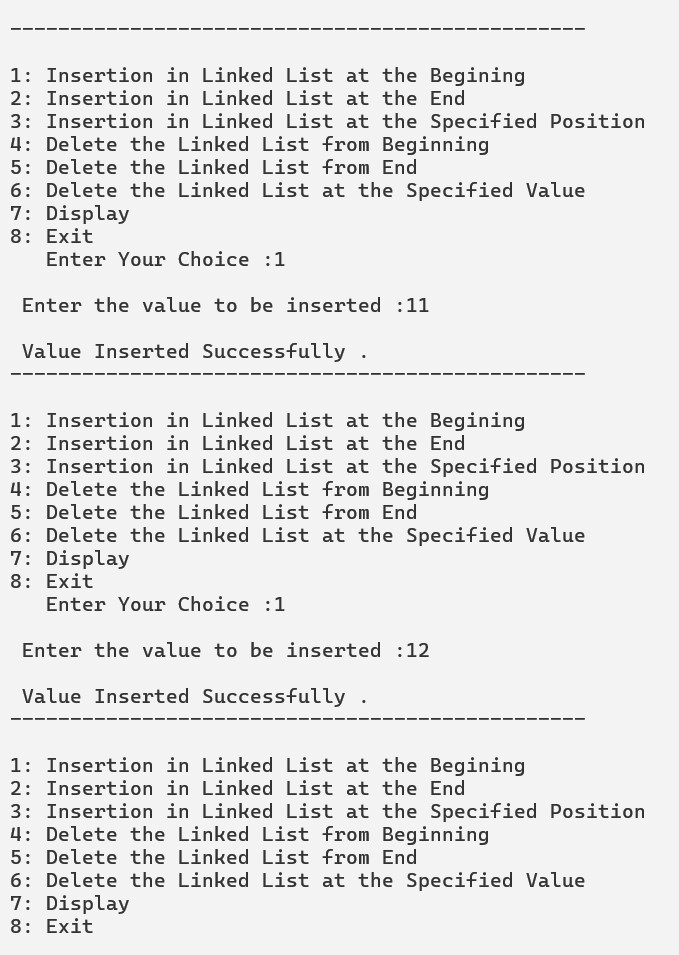 ------------------------------------------------
1: Insertion in Linked List at the Begining
2: Insertion in Linked List at the End
3: Insertion in Linked List at the Specified Position
4: Delete the Linked List from Beginning
5: Delete the Linked List from End
6: Delete the Linked List at the Specified Value
7: Display
8: Exit
Enter Your Choice :1
Enter the value to be inserted :11
Value Inserted Successfully .
------------------------------------------------
1: Insertion in Linked List at the Begining
2: Insertion in Linked List at the End
3: Insertion in Linked List at the Specified Position
4: Delete the Linked List from Beginning
5: Delete the Linked List from End
6: Delete the Linked List at the Specified Value
7: Display
8: Exit
Enter Your Choice :1
Enter the value to be inserted :12
Value Inserted Successfully .
------------------------------------------------
1: Insertion in Linked List at the Begining
2: Insertion in Linked List at the End
3: Insertion in Linked List at the Specified Position
4: Delete the Linked List from Beginning
5: Delete the Linked List from End
6: Delete the Linked List at the Specified Value
7: Display
8: Exit